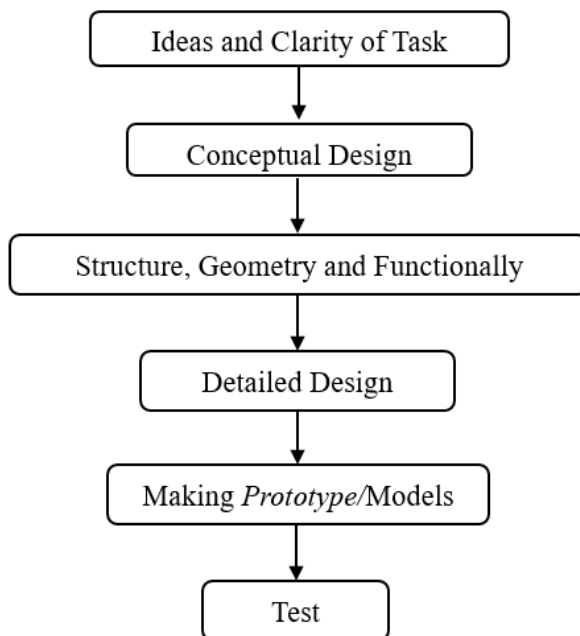 Ideas and Clarity of Task
Conceptual Design
Structure, Geometry and Functionally
Detailed Design
Making Prototype/Models
Test